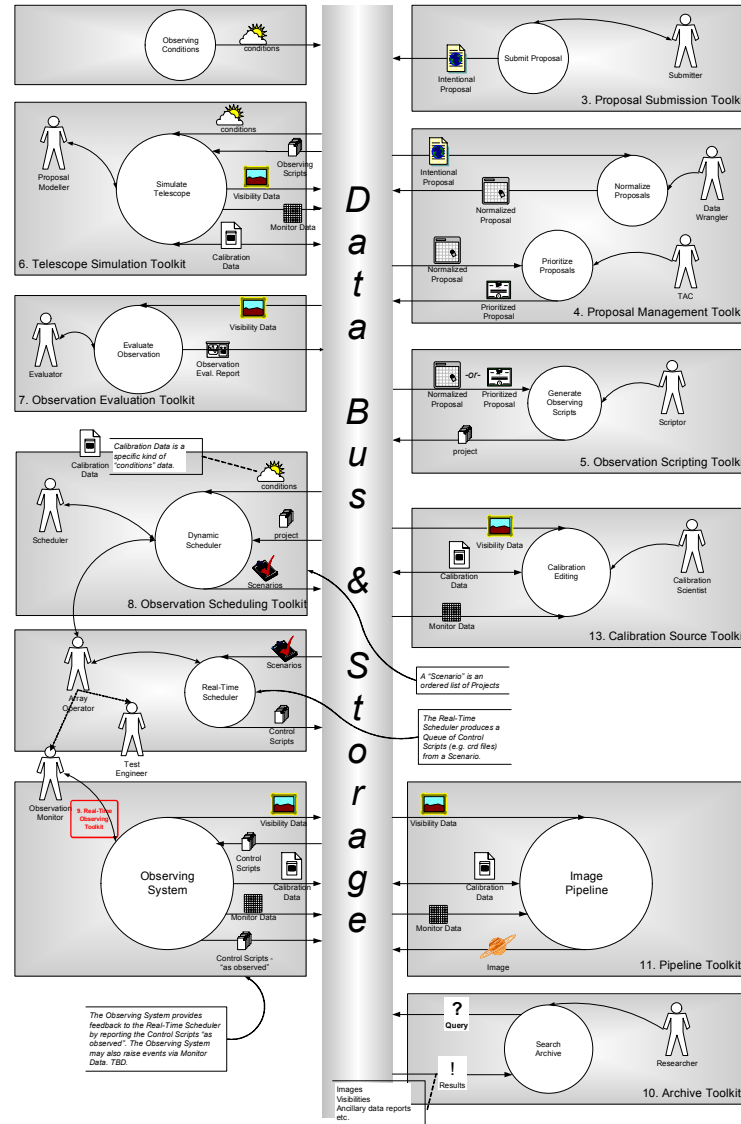 Observing
Conditions
conditions
Submit Proposal
Intentional
Proposal
Submitter
3. Proposal Submission Toolk
conditions
Proposal
Modeller
Simulate
Telescope
Observing
Scripts
Visibility Data
Monitor Data
Calibration
Data
6. Telescope Simulation Toolkit
Intentional
Proposal
Normalize
Proposals
Normalized
Proposal
Data
Wrangler
Normalized
Proposal
Prioritize
Proposals
Prioritized
Proposal
TAC
4. Proposal Management Toolk
Visibility Data
Evaluate
Observation
Evaluator
Observation
Eval. Report
7. Observation Evaluation Toolkit
-or-
Normalized
Proposal
Prioritized
Proposal
Generate
Observing
Scripts
Scriptor
project
5. Observation Scripting Toolk
Calibration
Data
Calibration Data is a
specific kind of
"conditions" data.
conditions
Scheduler
Dynamic
Scheduler
project
Scenarios
8. Observation Scheduling Toolkit
Visibility Data
Calibration
Data
Calibration
Editing
Monitor Data
Calibration
Scientist
13. Calibration Source Toolk
Array
Operator
Scenarios
Real-Time
Scheduler
Control
Scripts
Test
Engineer
A "Scenario" is an
ordered list of Projects
The Real-Time
Scheduler produces a
Queue of Control
Scripts (e.g. crd files)
from a Scenario.
Observation
Monitor
9. Real-Time
Observing
Toolkit
Visibility Data
Observing
System
Control
Scripts
Calibration
Data
Monitor Data
Control Scripts -
"as observed"
Visibility Data
Calibration
Data
Image
Pipeline
Monitor Data
Image
11. Pipeline Toolkit
The Observing System provides
feedback to the Real-Time Scheduler
by reporting the Control Scripts "as
observed". The Observing System
may also raise events via Monitor
Data. TBD.
?
Query
Search
Archive
Researcher
!
Results
10. Archive Toolkit
Images
Visibilities
Ancillary data reports
etc.
Data Bus & Storage